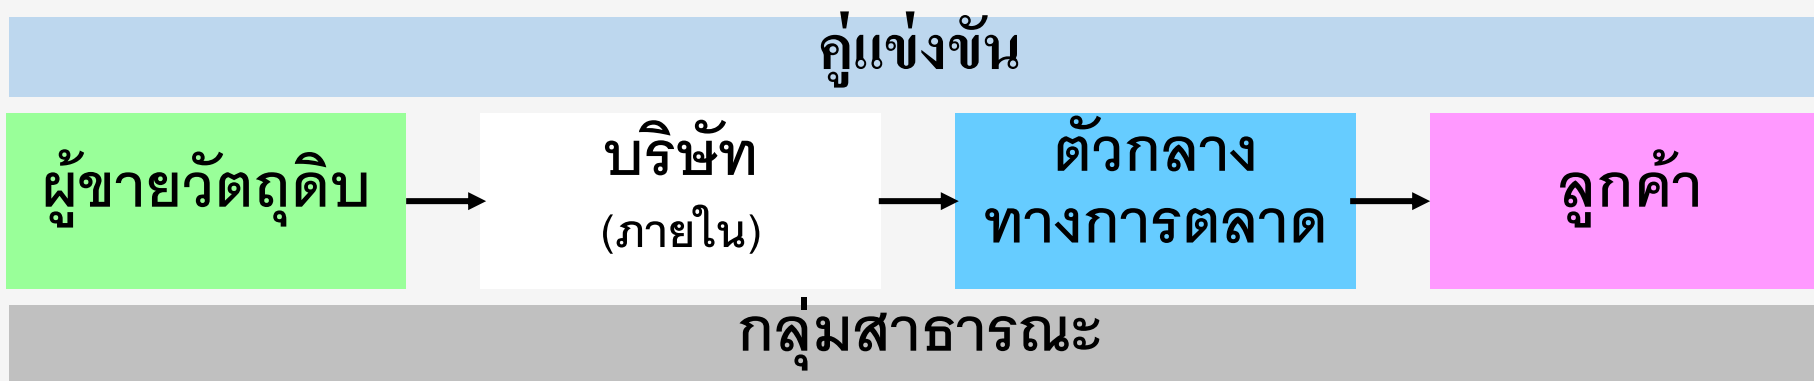 คู่แข่งขัน
ผู้ขายวัตถุดิบ
บริษัท
(ภายใน)
ตัวกลาง
ทางการตลาด
ลูกค้า
กลุ่มสาธารณะ